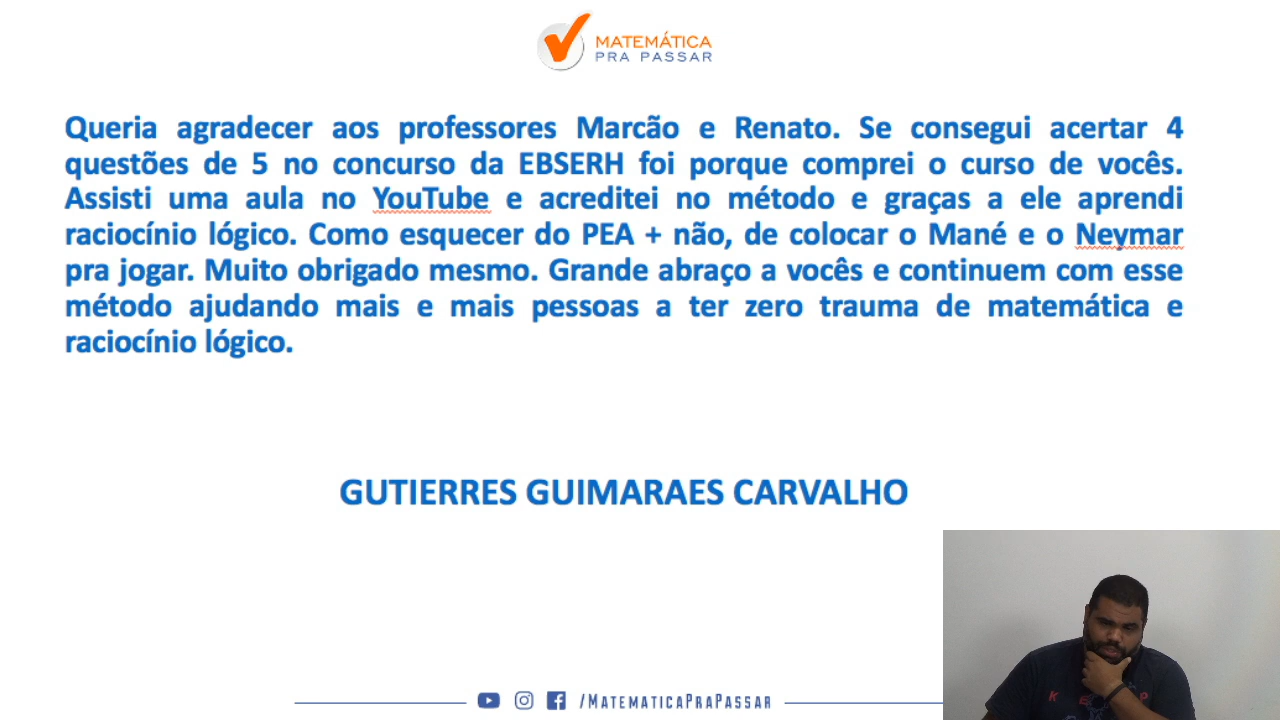 MATEMÁTICA
PRA PASSAR
Queria agradecer aos professores Marcão e Renato. Se consegui acertar 4
questões de 5 no concurso da EBSERH foi porque comprei o curso de vocês.
Assisti uma aula no YouTube e acreditei no método e graças a ele aprendi
raciocínio lógico. Como esquecer do PEA + não, de colocar o Mané e o Neymar
pra jogar. Muito obrigado mesmo. Grande abraço a vocês e continuem com esse
método ajudando mais e mais pessoas a ter zero trauma de matemática e
raciocínio lógico.
GUTIERRES GUIMARAES CARVALHO
/MATEMATICAPRAPASSAR